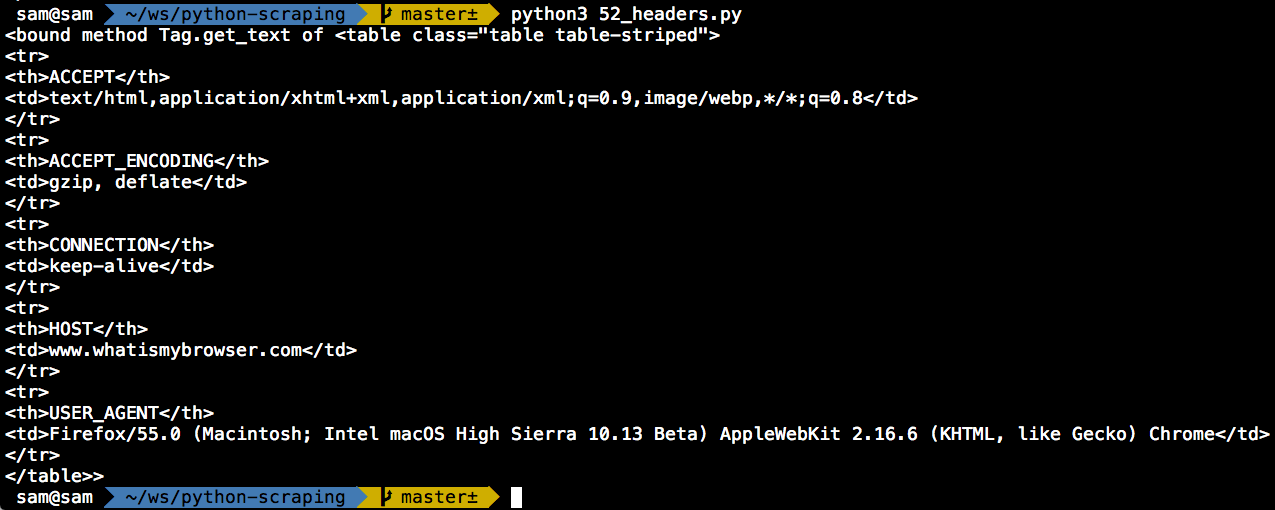 sam@sam ~/ws/python-scraping master± python3 52_headers.py
<bound method Tag.get_text of <table class="table table-striped">
<tr>
<th>ACCEPT</th>
<td>text/html,application/xhtml+xml,application/xml;q=0.9,image/webp,*/*;q=0.8</td>
</tr>
<tr>
<th>ACCEPT_ENCODING</th>
<td>gzip, deflate</td>
</tr>
<tr>
<th>CONNECTION</th>
<td>keep-alive</td>
</tr>
<tr>
<th>HOST</th>
<td>www.whatismybrowser.com</td>
</tr>
<tr>
<th>USER_AGENT</th>
<td>Firefox/55.0 (Macintosh; Intel macOS High Sierra 10.13 Beta) AppleWebKit 2.16.6 (KHTML, like Gecko) Chrome</td>
</tr>
</table>>
sam@sam ~/ws/python-scraping master±